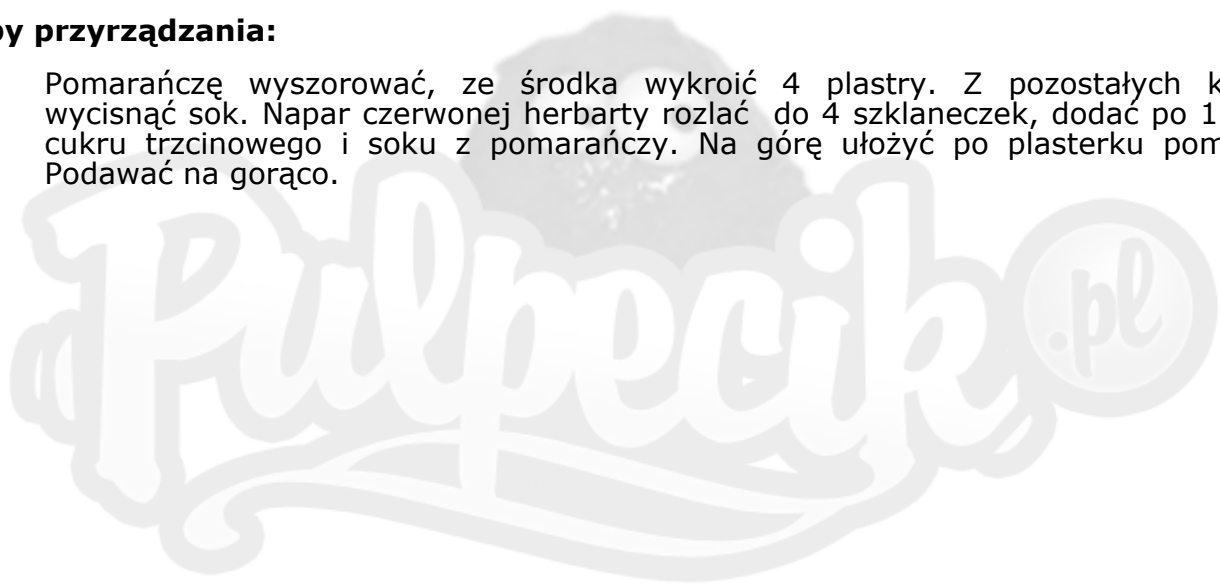 przyrządzania:
Pomarańczę wyszorować, ze środka wykroić 4 plastry. Z pozostałych
wycisnąć sok. Napar czerwonej herbarty rozlać do 4 szklaneczek, dodać po 1
cukru trzcinowego i soku z pomarańczy. Na górę ułożyć po plasterku
Podawać na gorąco.
Pulpecik.pl